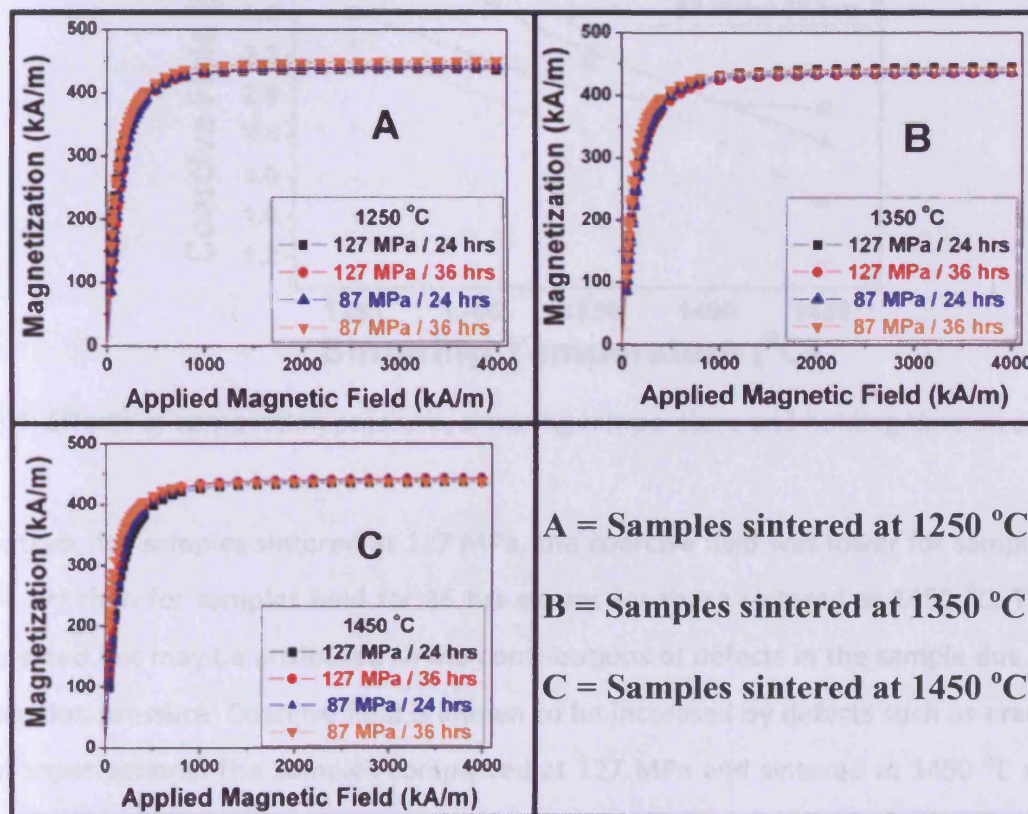 500
400
300
200
100
0
0 1000 2000 3000 4000
Magnetization (kA/m)
Applied Magnetic Field (kA/m)
A
1250 °C
127 MPa / 24 hrs
127 MPa / 36 hrs
87 MPa / 24 hrs
87 MPa / 36 hrs
500
400
300
200
100
0
0 1000 2000 3000 4000
Magnetization (kA/m)
Applied Magnetic Field (kA/m)
B
1350 °C
127 MPa / 24 hrs
127 MPa / 36 hrs
87 MPa / 24 hrs
87 MPa / 36 hrs
500
400
300
200
100
0
0 1000 2000 3000 4000
Magnetization (kA/m)
Applied Magnetic Field (kA/m)
C
1450 °C
127 MPa / 24 hrs
127 MPa / 36 hrs
87 MPa / 24 hrs
87 MPa / 36 hrs
A = Samples sintered at 1250 °C
B = Samples sintered at 1350 °C
C = Samples sintered at 1450 °C